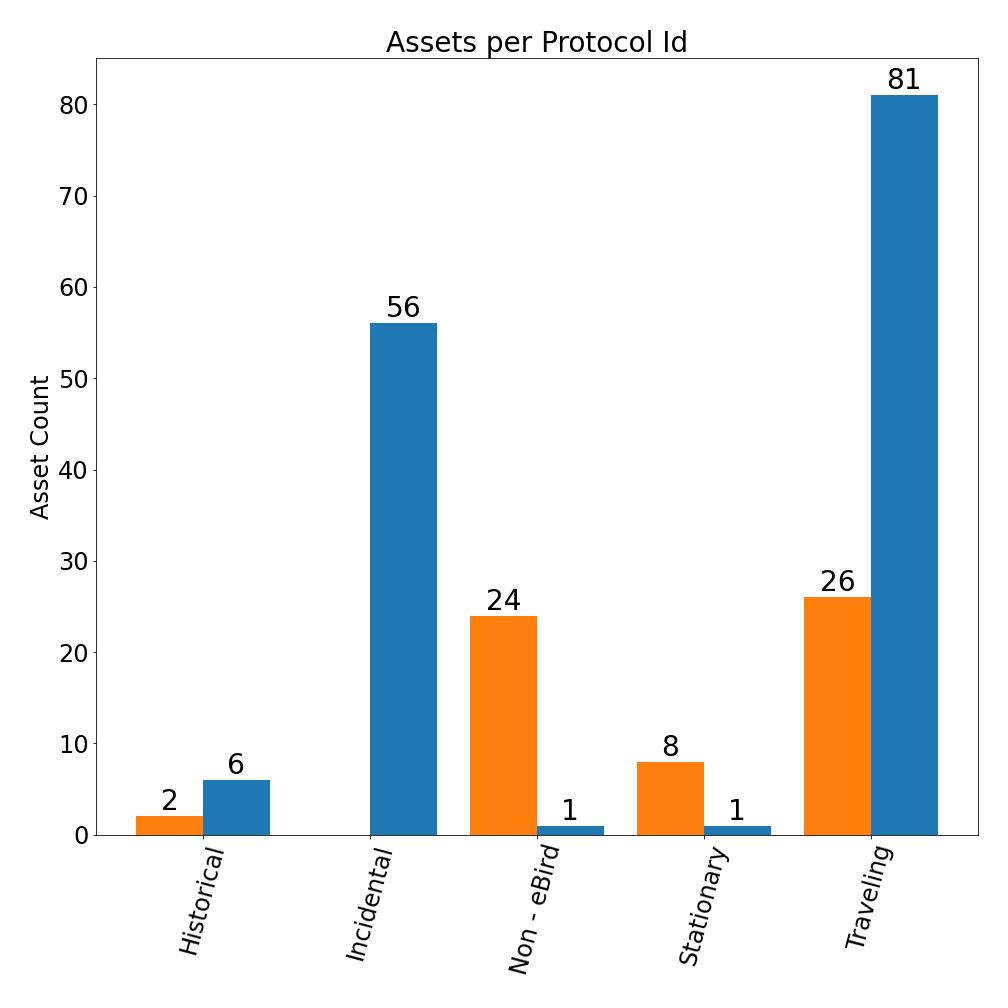 Assets per Protocol Id
Asset Count
80
70
60
50
40
30
20
10
0
2
6
56
24
1
8
1
26
81
Historical
Incidental
Non - eBird
Stationary
Traveling